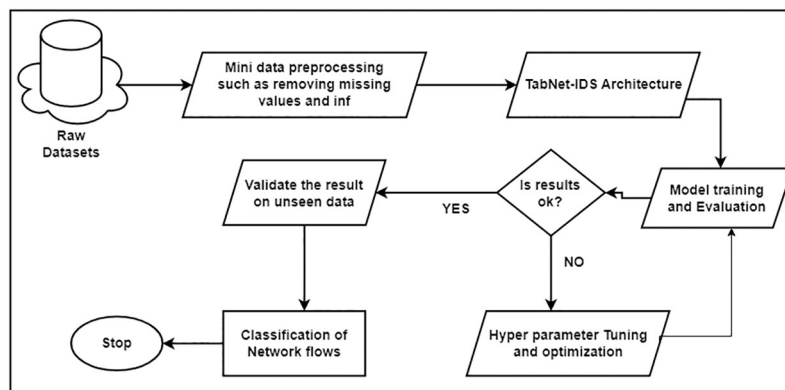 Mini data preprocessing
such as removing missing
values and inf
TabNet-IDS Architecture
Raw
Datasets
Model training
and Evaluation
Is results
ok?
YES
NO
Validate the result
on unseen data
Hyper parameter Tuning
and optimization
Classification of
Network flows
Stop